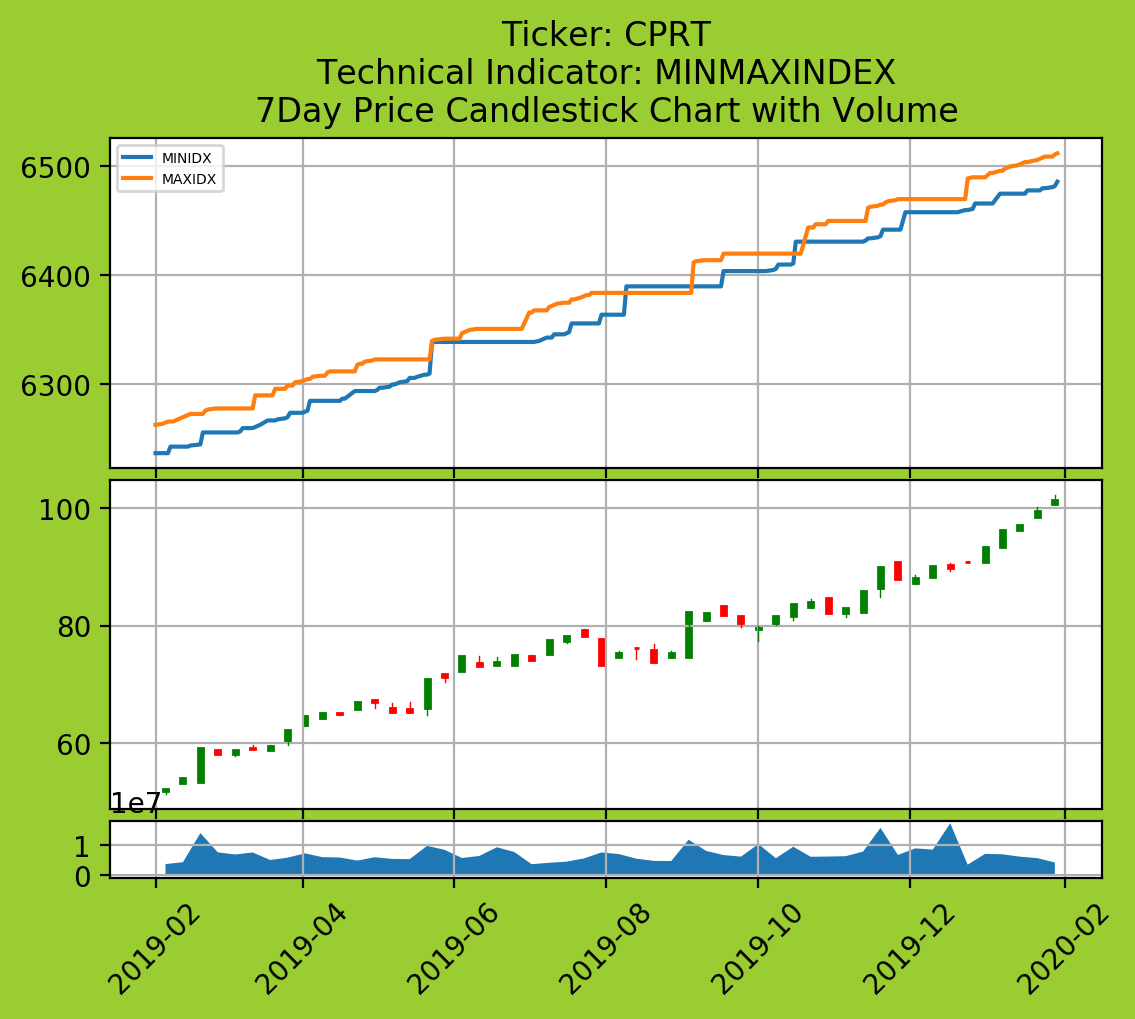 Ticker: CPRT
Technical Indicator: MINMAXINDEX
7Day Price Candlestick Chart with Volume
MINIDX
MAXIDX
6500
6400
6300
100
80
60
1e7
1
0
2019-02
2019-04
2019-06
2019-08
2019-10
2019-12
2020-02